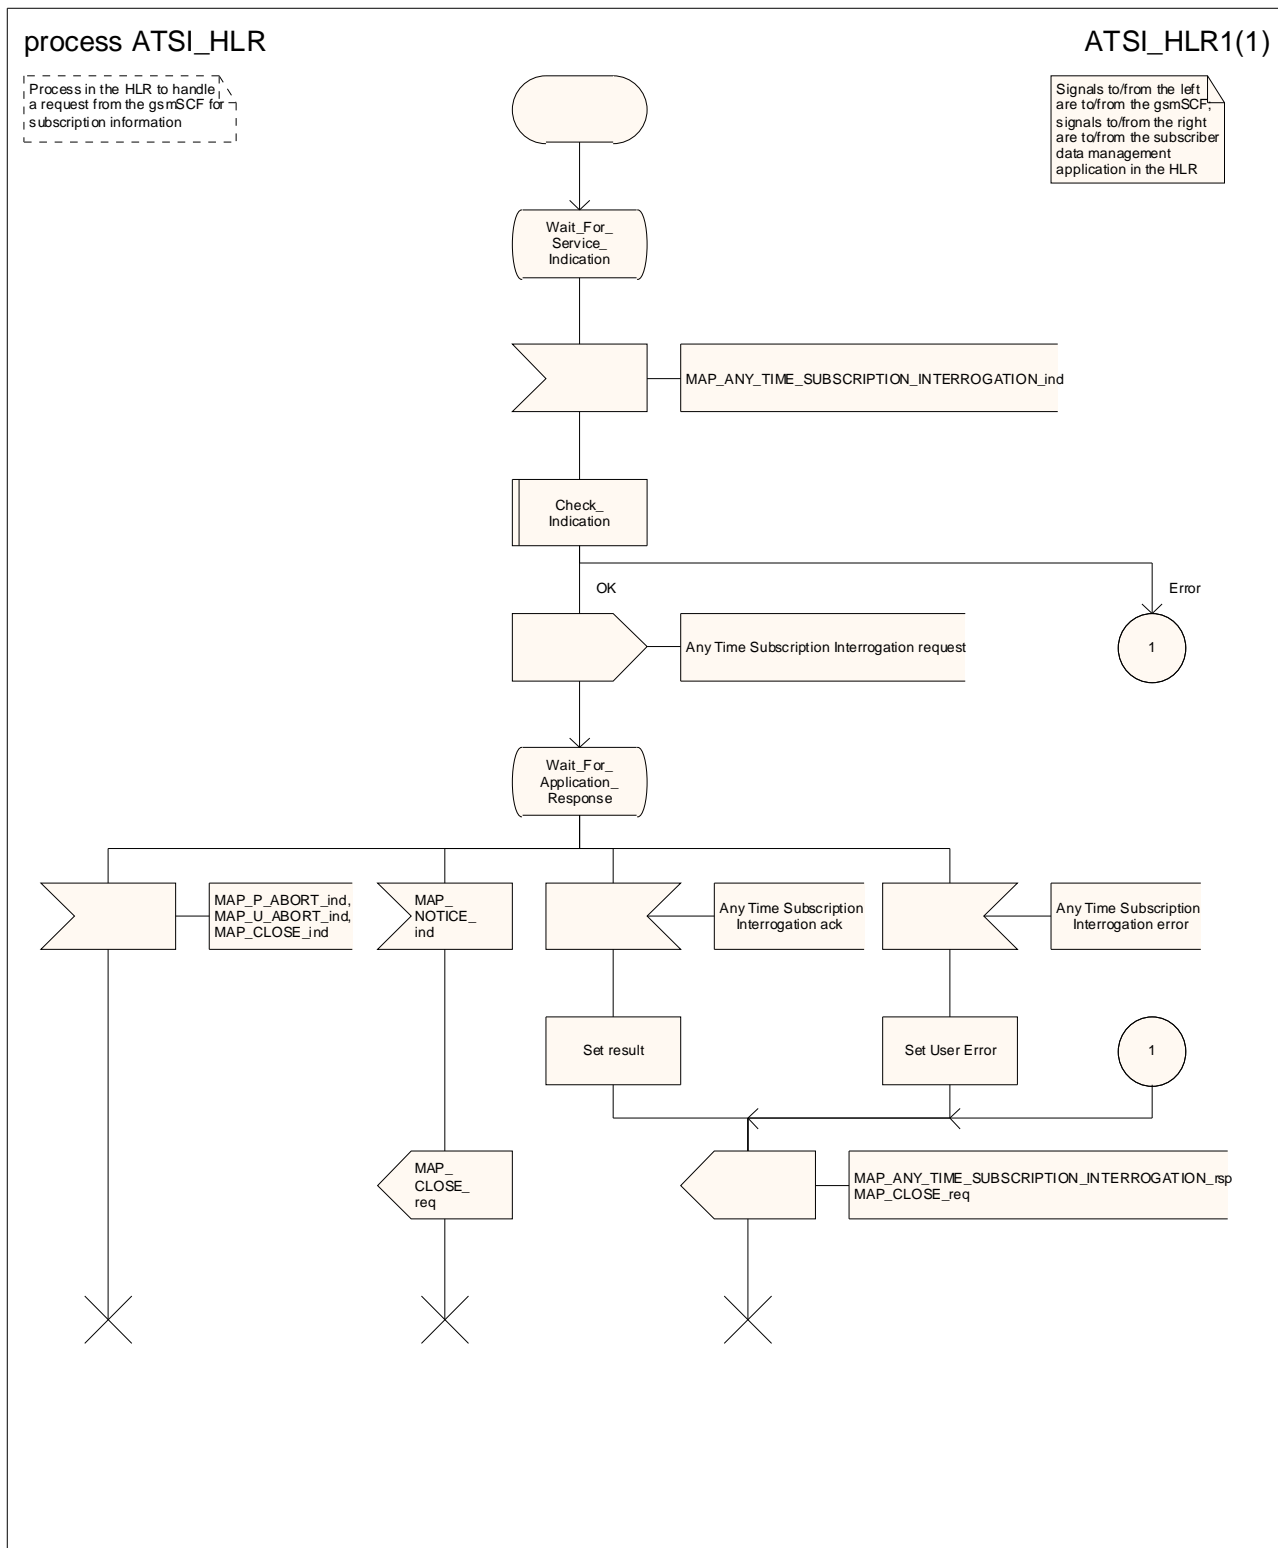 process ATSI_HLR
ATSI_HLR1(1)
Process in the HLR to handle
a request from the gsmSCF for
subscription information
Signals to/from the left
are to/from the gsmSCF;
signals to/from the right
are to/from the subscriber
data management
application in the HLR
Wait_For_
Service_
Indication
MAP_ANY_TIME_SUBSCRIPTION_INTERROGATION_ind
Check_
Indication
OK
Error
Any Time Subscription Interrogation request
1
Wait_For_
Application_
Response
MAP_P_ABORT_ind,
MAP_U_ABORT_ind,
MAP_CLOSE_ind
MAP_
NOTICE_
ind
Any Time Subscription
Interrogation ack
Any Time Subscription
Interrogation error
Set result
Set User Error
1
MAP_
CLOSE_
req
MAP_ANY_TIME_SUBSCRIPTION_INTERROGATION_rsp
MAP_CLOSE_req